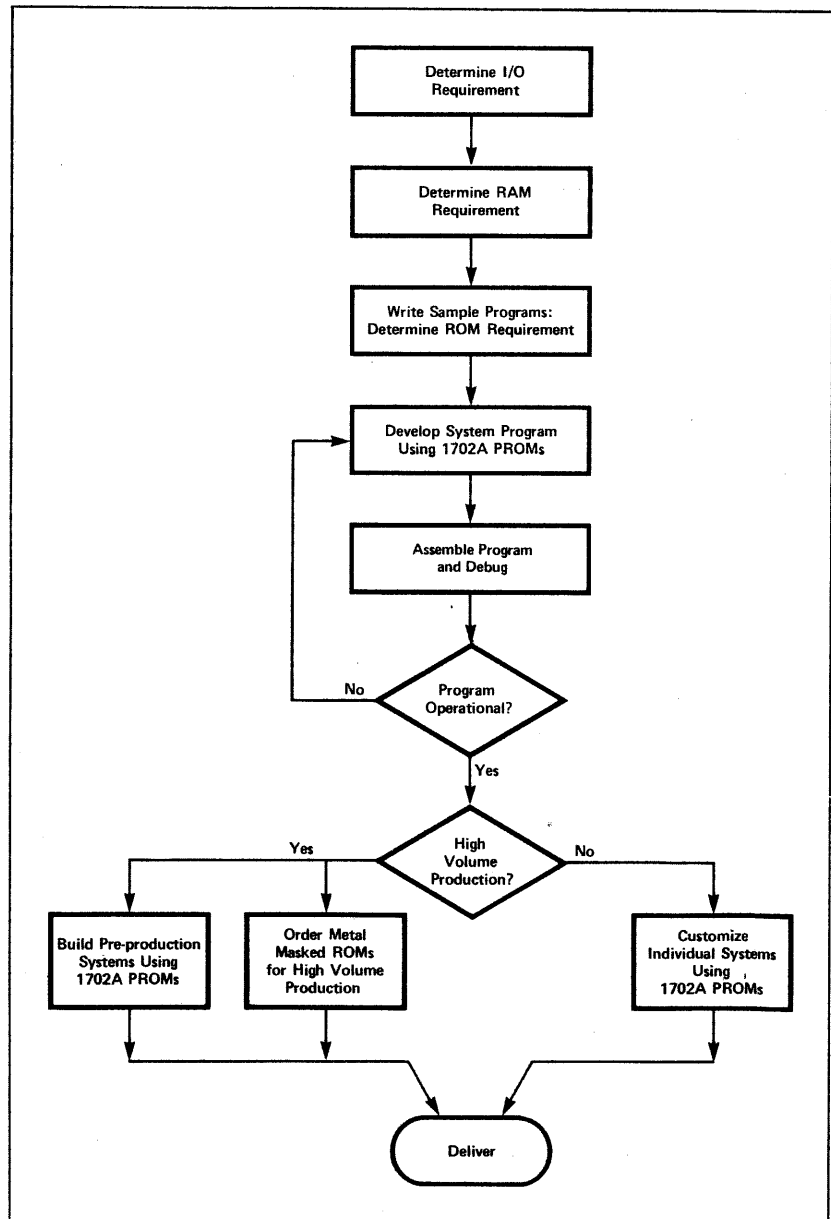 Determine I/O
Requirement
Determine RAM
Requirement
Write Sample Programs:
Determine ROM Requirement
Develop System Program
Using 1702A PROMs
Assemble Program
and Debug
No
Program
Operational?
Yes
Yes
High
Volume
Production?
No
Build Pre-production
Systems Using
1702A PROMs
Order Metal
Masked ROMs
for High Volume
Production
Customize
Individual Systems
Using
1702A PROMs
Deliver